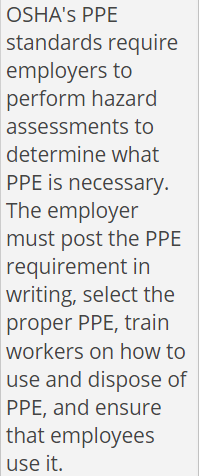 OSHA's PPE
standards require
employers to
perform hazard
assessments to
determine what
PPE is necessary.
The employer
must post the PPE
requirement in
writing, select the
proper PPE, train
workers on how to
use and dispose of
PPE, and ensure
that employees
use it.